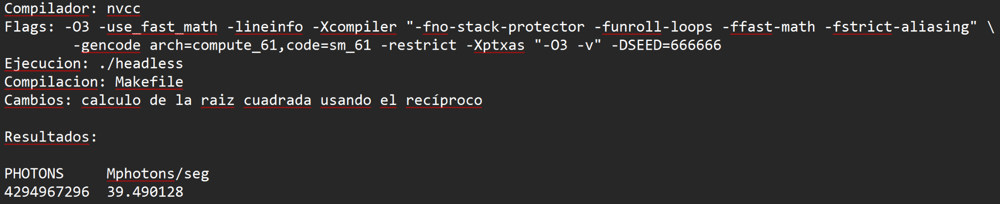 Compilador: nvcc
Flags: -O3 -use_fast_math -lineinfo -Xcompiler "-fno-stack-protector -funroll-loops -ffast-math -fstrict-aliasing" \
-gencode arch=compute_61,code=sm_61 -restrict -Xptxas "-O3 -v" -DSEED=666666
Ejecucion: ./headless
Compilacion: Makefile
Cambios: calculo de la raiz cuadrada usando el recíproco
Resultados:
PHOTONS Mphotons/seg
4294967296 39.490128